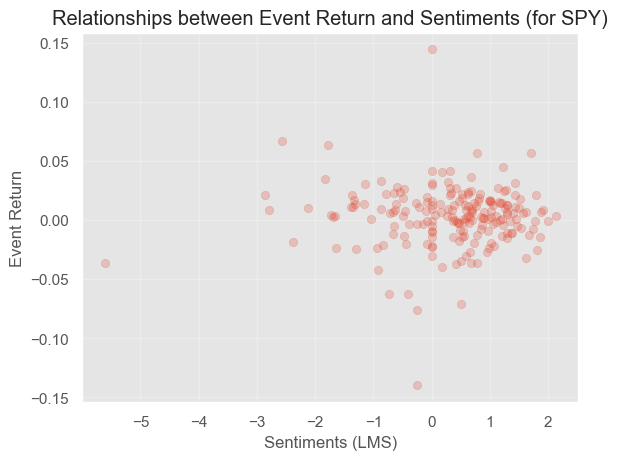 Relationships between Event Return and Sentiments (for SPY)
0.15
0.10
0.05
0.00
−0.05
−0.10
−0.15
Event Return
−5 −4 −3 −2 −1 0 1 2
Sentiments (LMS)